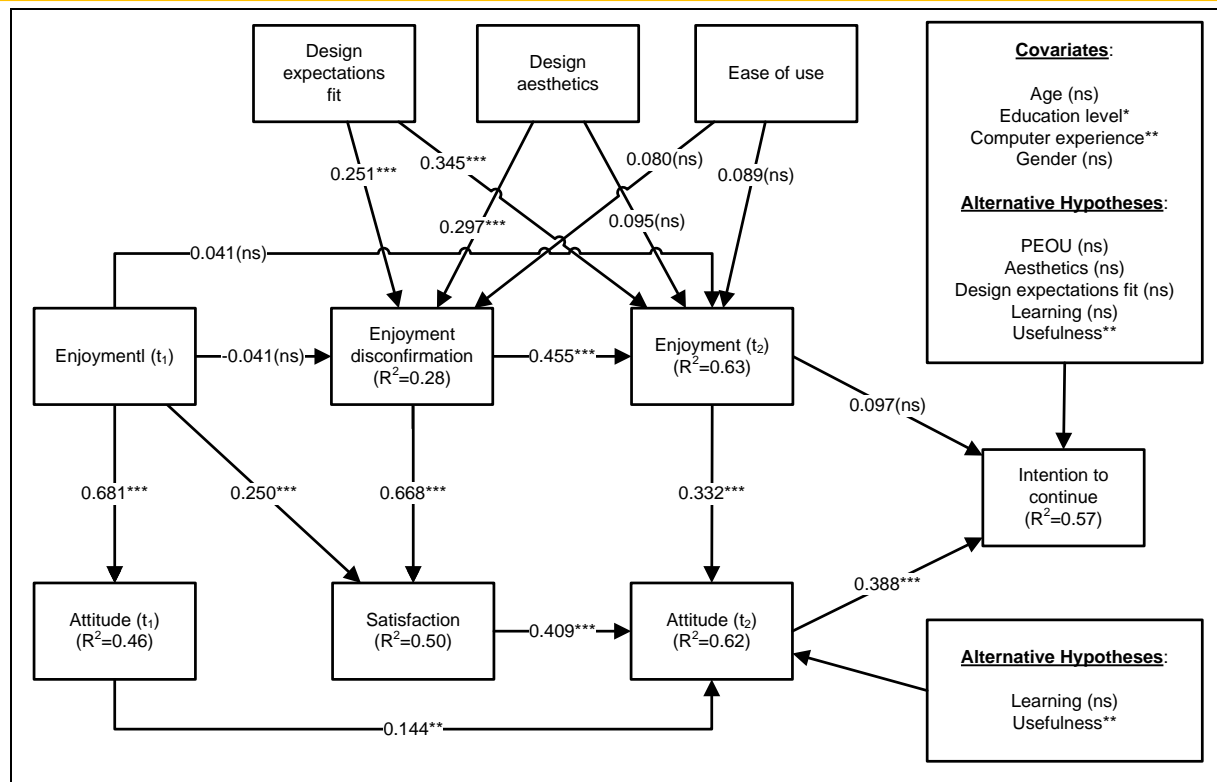 Design
expectations
fit
Design
aesthetics
Ease of use
Covariates:
Age (ns)
Education level*
Computer experience**
Gender (ns)
Alternative Hypotheses:
PEOU (ns)
Aesthetics (ns)
Design expectations fit (ns)
Learning (ns)
Usefulness**
0.251***
0.345***
0.297***
0.095(ns)
0.080(ns)
0.089(ns)
0.041(ns)
Enjoymentl (t₁)
-0.041(ns)
Enjoyment
disconfirmation
(R²=0.28)
0.455***
Enjoyment (t₂)
(R²=0.63)
0.097(ns)
0.681***
0.250***
0.668***
0.332***
Intention to
continue
(R²=0.57)
Attitude (t₁)
(R²=0.46)
Satisfaction
(R²=0.50)
0.409***
Attitude (t₂)
(R²=0.62)
0.388***
0.144**
Alternative Hypotheses:
Learning (ns)
Usefulness**